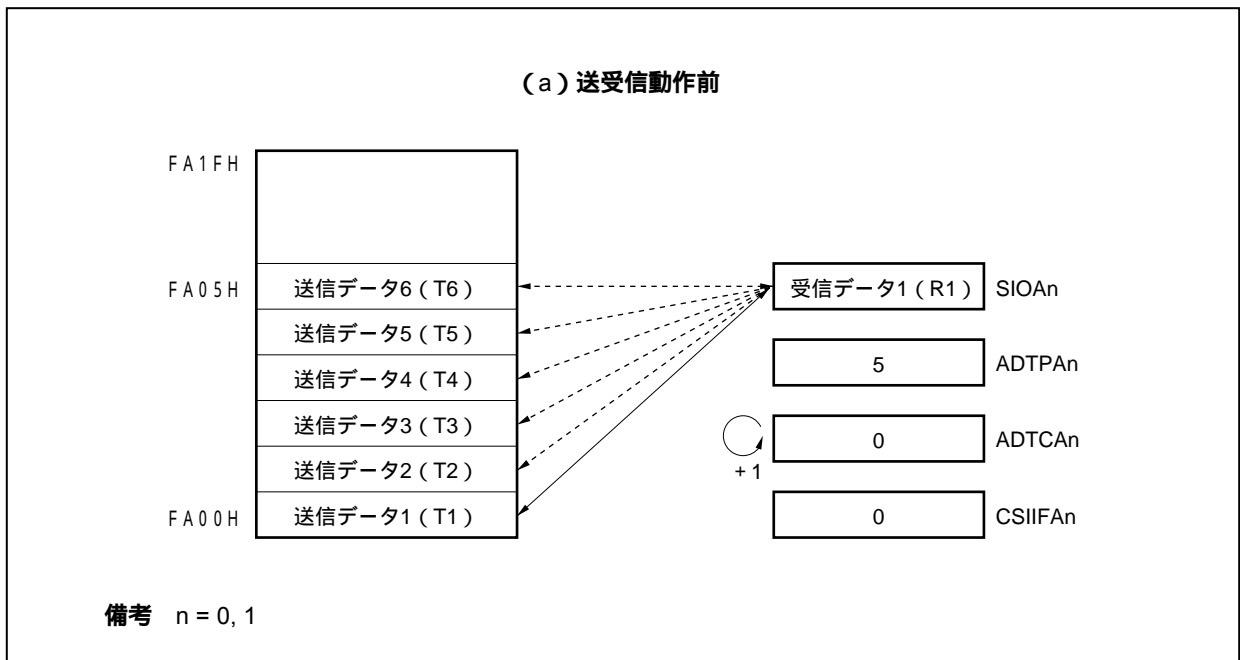 （a）送受信動作前
FA1FH
FA05H
送信データ6（T6）
受信データ1（R1）
SIOAn
送信データ5（T5）
送信データ4（T4）
5
ADTPAn
送信データ3（T3）
0
ADTCAn
+1
送信データ2（T2）
FA00H
送信データ1（T1）
0
CSIIFAn
備考 n = 0, 1